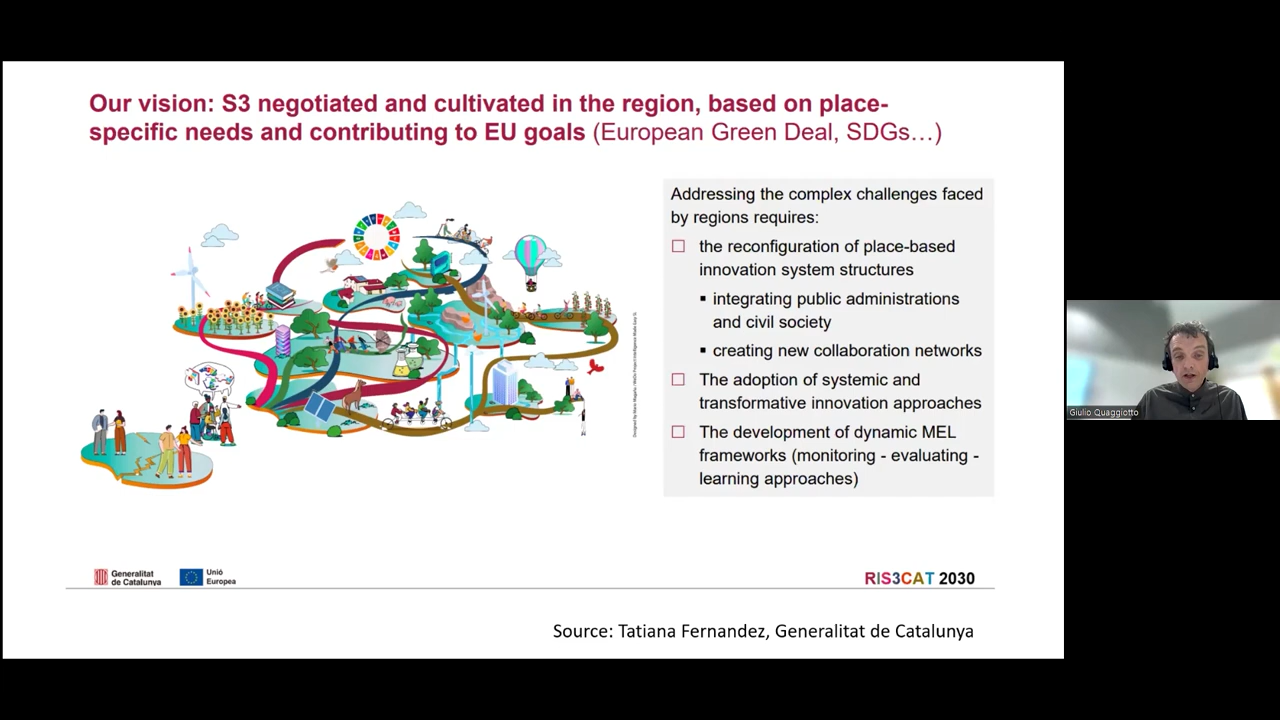 Our vision: S3 negotiated and cultivated in the region, based on place-
specific needs and contributing to EU goals (European Green Deal, SDGs…)
Addressing the complex challenges faced
by regions requires:
the reconfiguration of place-based
innovation system structures
integrating public administrations
and civil society
creating new collaboration networks
The adoption of systemic and
transformative innovation approaches
The development of dynamic MEL
frameworks (monitoring - evaluating -
learning approaches)
Generalitat
de Catalunya
Unió
Europea
RIS3CAT 2030
Source: Tatiana Fernandez, Generalitat de Catalunya
Giulio Quaggiotto